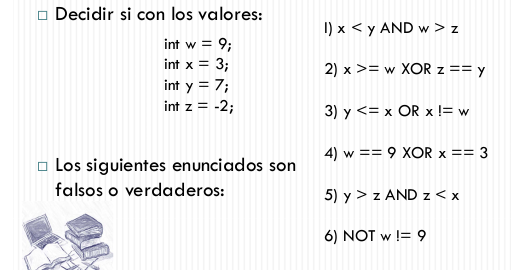 Decidir si con los valores:
int w = 9;
int x = 3;
int y = 7;
int z = -2;
Los siguientes enunciados son
falsos o verdaderos:
1) x < y AND w > z
2) x >= w XOR z == y
3) y <= x OR x != w
4) w == 9 XOR x == 3
5) y > z AND z < x
6) NOT w != 9